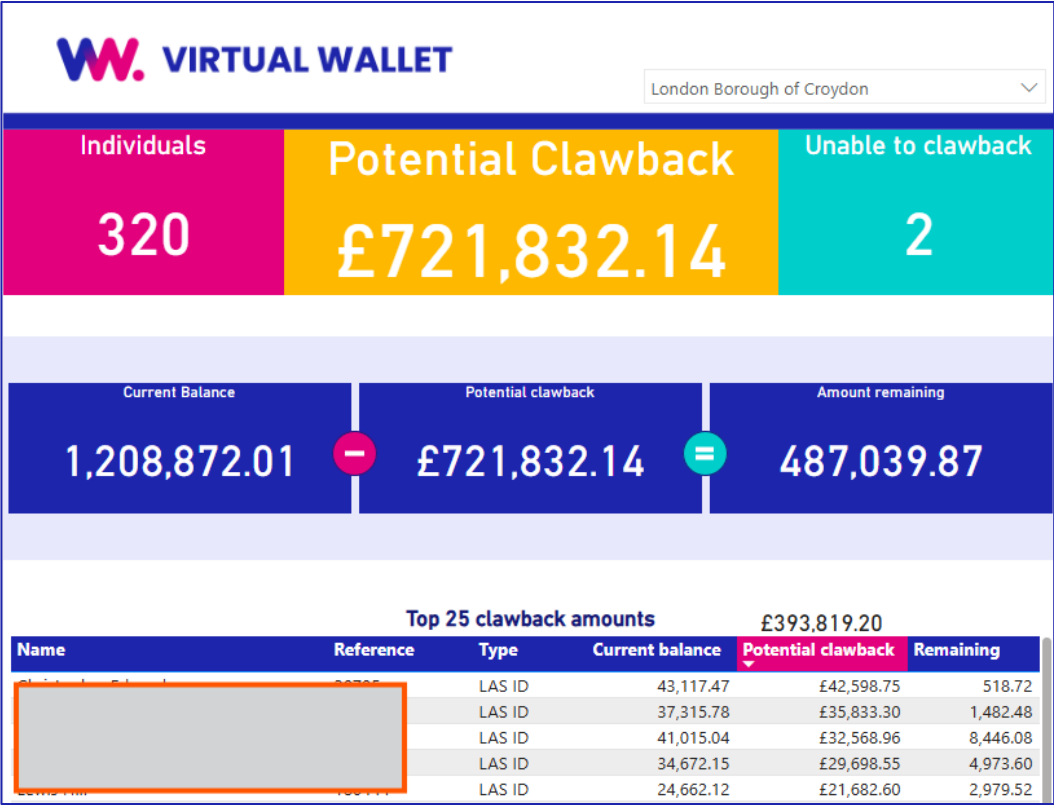 VW. VIRTUAL WALLET
London Borough of Croydon
Individuals
320
Potential Clawback
£721,832.14
Unable to clawback
2
Current Balance
1,208,872.01
−
Potential clawback
£721,832.14
=
Amount remaining
487,039.87
Top 25 clawback amounts £393,819.20
Name Reference Type Current balance Potential clawback Remaining
LAS ID 43,117.47 £42,598.75 518.72
LAS ID 37,315.78 £35,833.30 1,482.48
LAS ID 41,015.04 £32,568.96 8,446.08
LAS ID 34,672.15 £29,698.55 4,973.60
LAS ID 24,662.12 £21,682.60 2,979.52